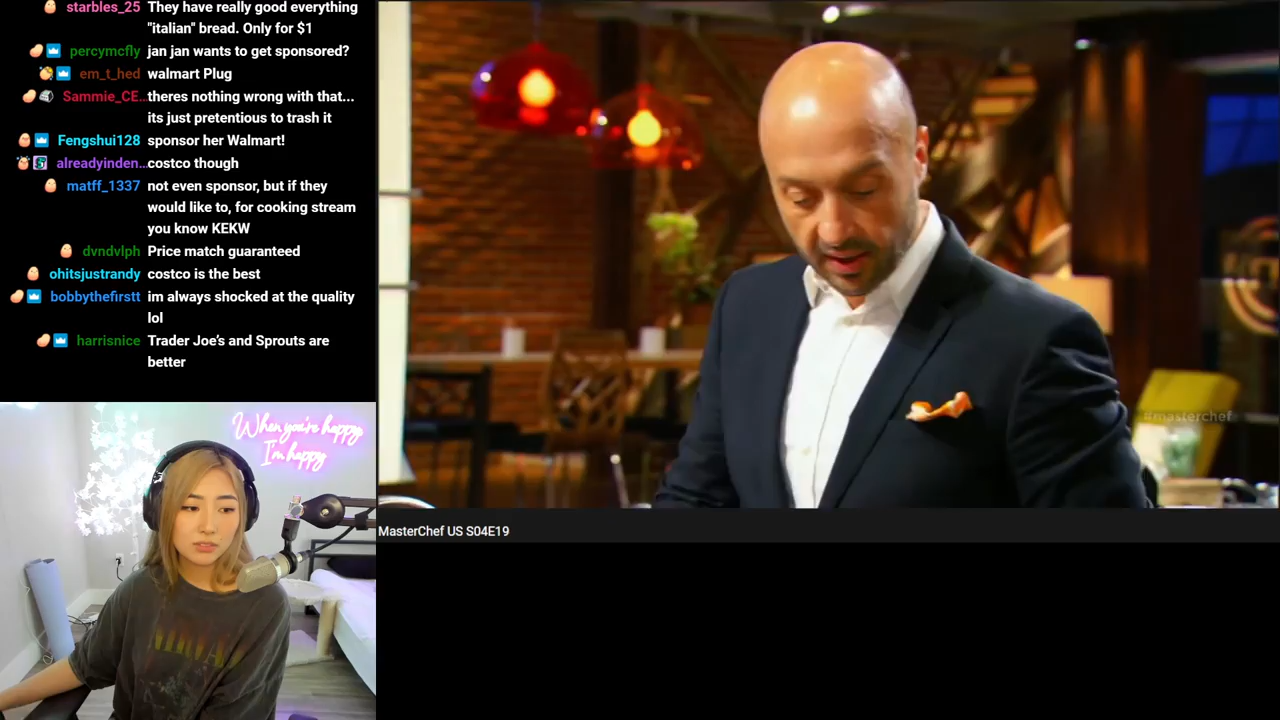 starbles_25 They have really good everything
"italian" bread. Only for $1
percymcfly jan jan wants to get sponsored?
em_t_hed walmart Plug
Sammie_CE... theres nothing wrong with that...
its just pretentious to trash it
Fengshui128 sponsor her Walmart!
alreadyinden... costco though
matff_1337 not even sponsor, but if they
would like to, for cooking stream
you know KEKW
dvndvlph Price match guaranteed
ohitsjustrandy costco is the best
bobbythefirstt im always shocked at the quality
lol
harrisnice Trader Joe's and Sprouts are
better
When you're happy
I'm happy
#masterchef
MasterChef US S04E19